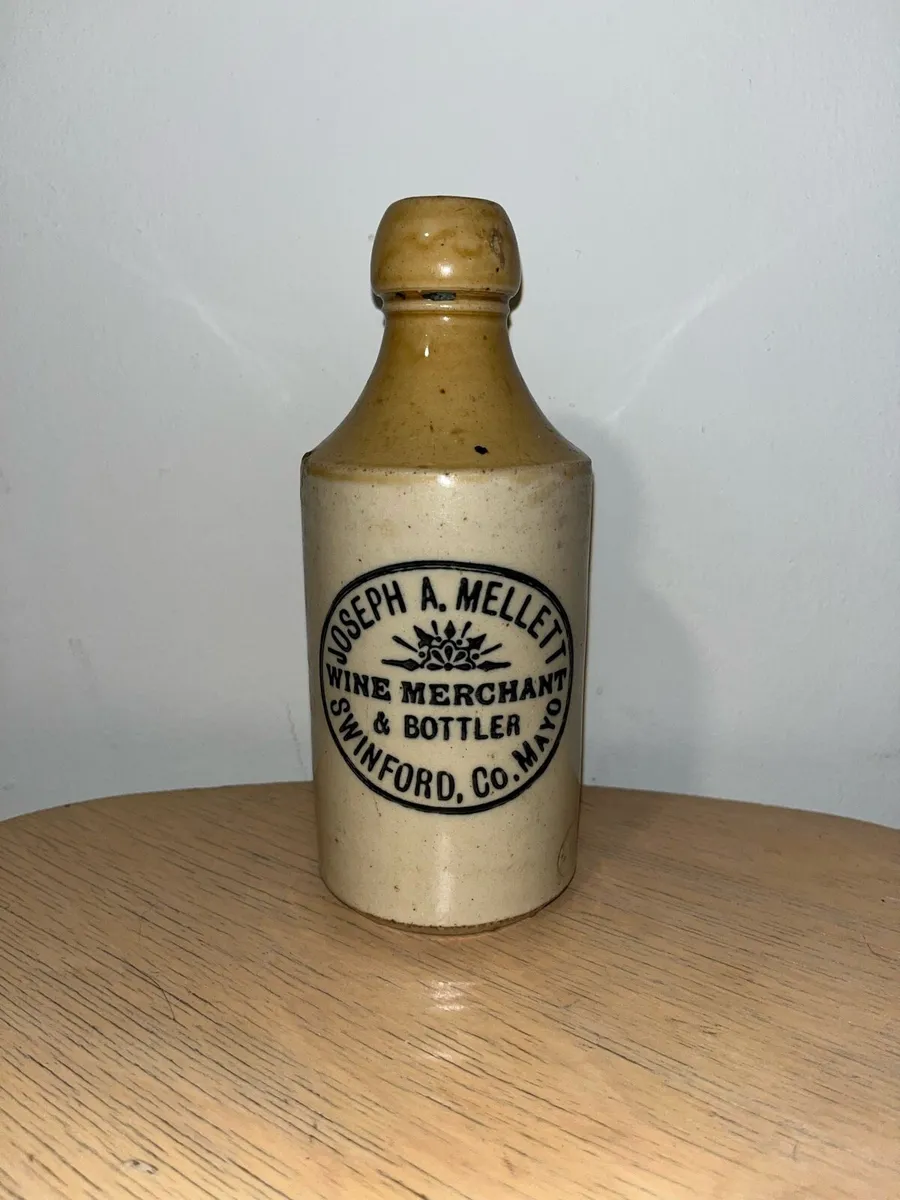 JOSEPH A. MELLETT
WINE MERCHANT
& BOTTLER
SWINFORD, Co. MAYO